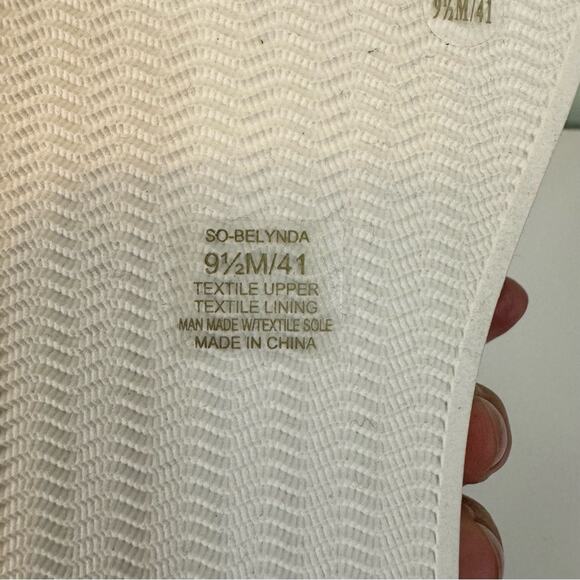 9½M/41
SO-BELYNDA
9½M/41
TEXTILE UPPER
TEXTILE LINING
MAN MADE W/TEXTILE SOLE
MADE IN CHINA